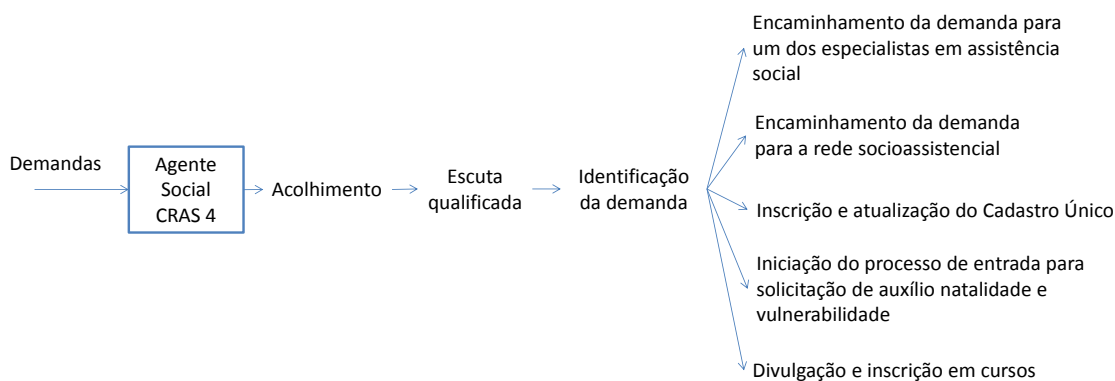 Demandas
Agente
Social
CRAS 4
Acolhimento
Escuta
qualificada
Identificação
da demanda
Encaminhamento da demanda para
um dos especialistas em assistência
social
Encaminhamento da demanda
para a rede socioassistencial
Inscrição e atualização do Cadastro Único
Iniciação do processo de entrada para
solicitação de auxílio natalidade e
vulnerabilidade
Divulgação e inscrição em cursos